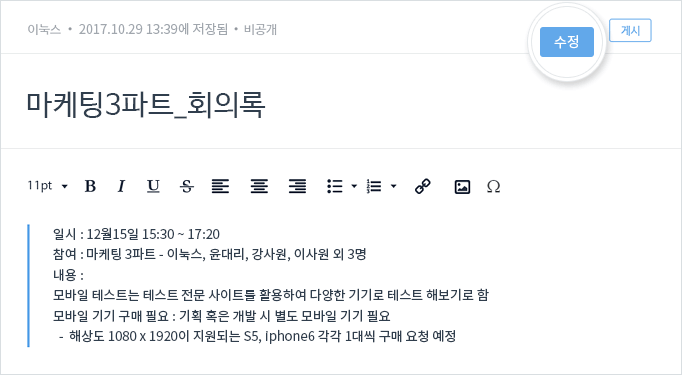 이눅스 • 2017.10.29 13:39에 저장됨 • 비공개
수정
게시
마케팅3파트_회의록
11pt B I U S Ω
일시 : 12월15일 15:30 ~ 17:20
참여 : 마케팅 3파트 - 이눅스, 윤대리, 강사원, 이사원 외 3명
내용 :
모바일 테스트는 테스트 전문 사이트를 활용하여 다양한 기기로 테스트 해보기로 함
모바일 기기 구매 필요 : 기획 혹은 개발 시 별도 모바일 기기 필요
- 해상도 1080 x 1920이 지원되는 S5, iphone6 각각 1대씩 구매 요청 예정